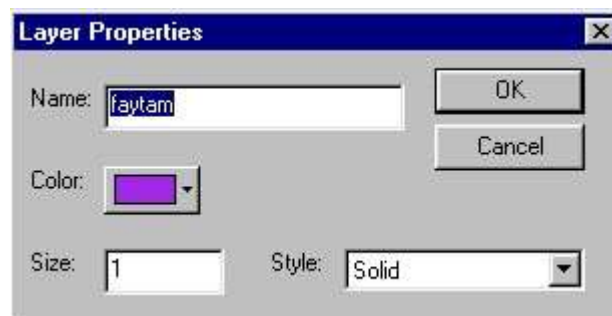 Layer Properties
Name: faytam
OK
Cancel
Color:
Size: 1 Style: Solid